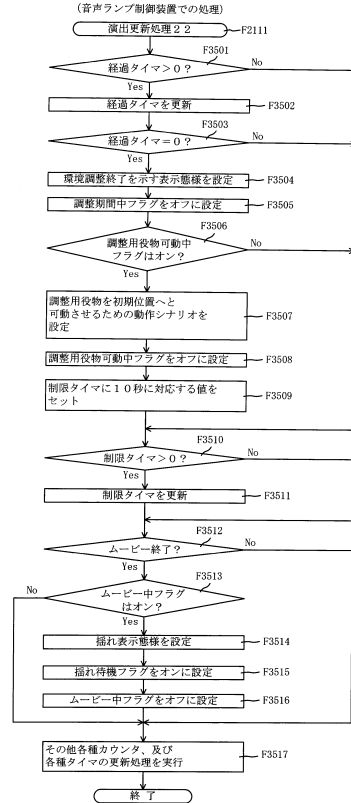 (音声ランプ制御装置での処理)
演出更新処理２２
F2111
F3501
経過タイマ＞０？
No
Yes
経過タイマを更新
F3502
F3503
経過タイマ＝０？
No
Yes
環境調整終了を示す表示態様を設定
F3504
調整期間中フラグをオフに設定
F3505
F3506
調整用役物可動中
フラグはオン？
No
Yes
調整用役物を初期位置へと
可動させるための動作シナリオを
設定
F3507
調整用役物可動中フラグをオフに設定
F3508
制限タイマに１０秒に対応する値を
セット
F3509
F3510
制限タイマ＞０？
No
Yes
制限タイマを更新
F3511
F3512
ムービー終了？
No
Yes
F3513
No
ムービー中フラグ
はオン？
Yes
揺れ表示態様を設定
F3514
揺れ待機フラグをオンに設定
F3515
ムービー中フラグをオフに設定
F3516
その他各種カウンタ、及び
各種タイマの更新処理を実行
F3517
終 了